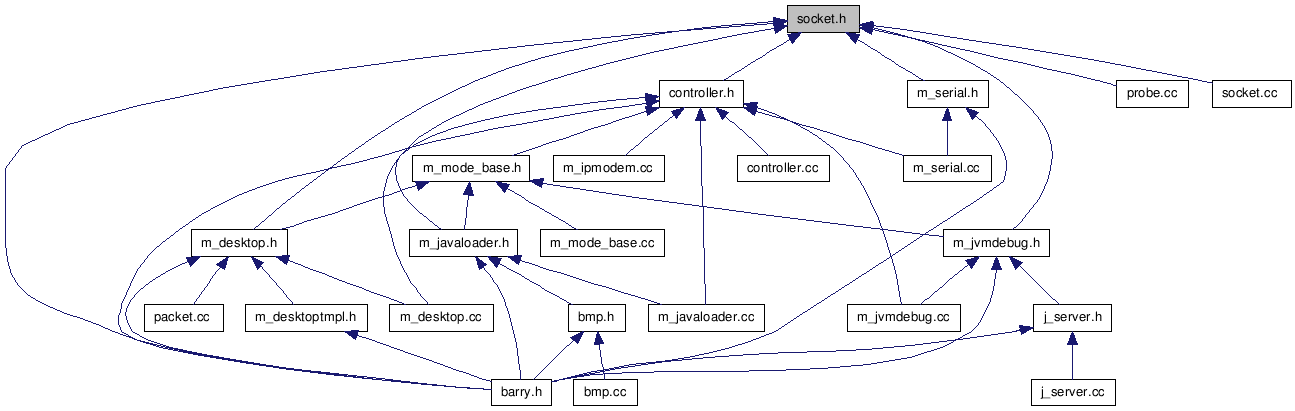 socket.h
controller.h
m_serial.h
probe.cc
socket.cc
m_mode_base.h
m_ipmodem.cc
controller.cc
m_serial.cc
m_desktop.h
m_javaloader.h
m_mode_base.cc
m_jvmdebug.h
packet.cc
m_desktoptmpl.h
m_desktop.cc
bmp.h
m_javaloader.cc
m_jvmdebug.cc
j_server.h
barry.h
bmp.cc
j_server.cc